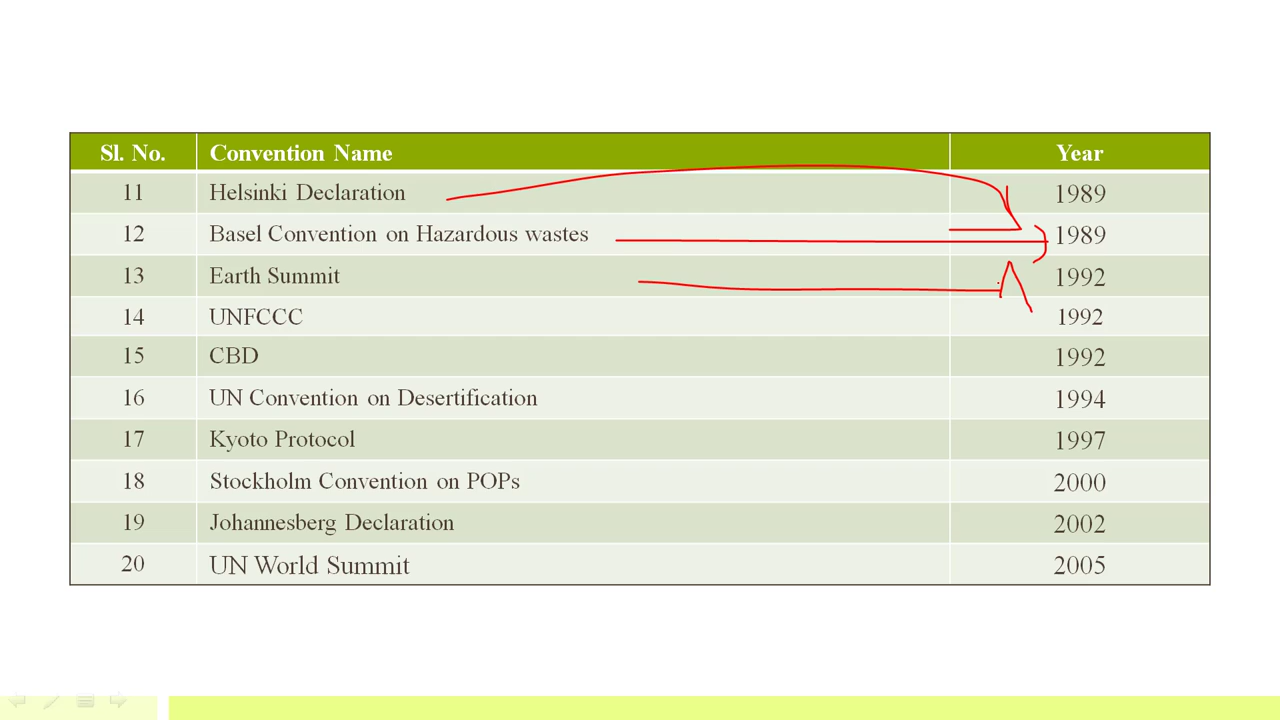 Sl. No. Convention Name Year
11 Helsinki Declaration 1989
12 Basel Convention on Hazardous wastes 1989
13 Earth Summit 1992
14 UNFCCC 1992
15 CBD 1992
16 UN Convention on Desertification 1994
17 Kyoto Protocol 1997
18 Stockholm Convention on POPs 2000
19 Johannesberg Declaration 2002
20 UN World Summit 2005